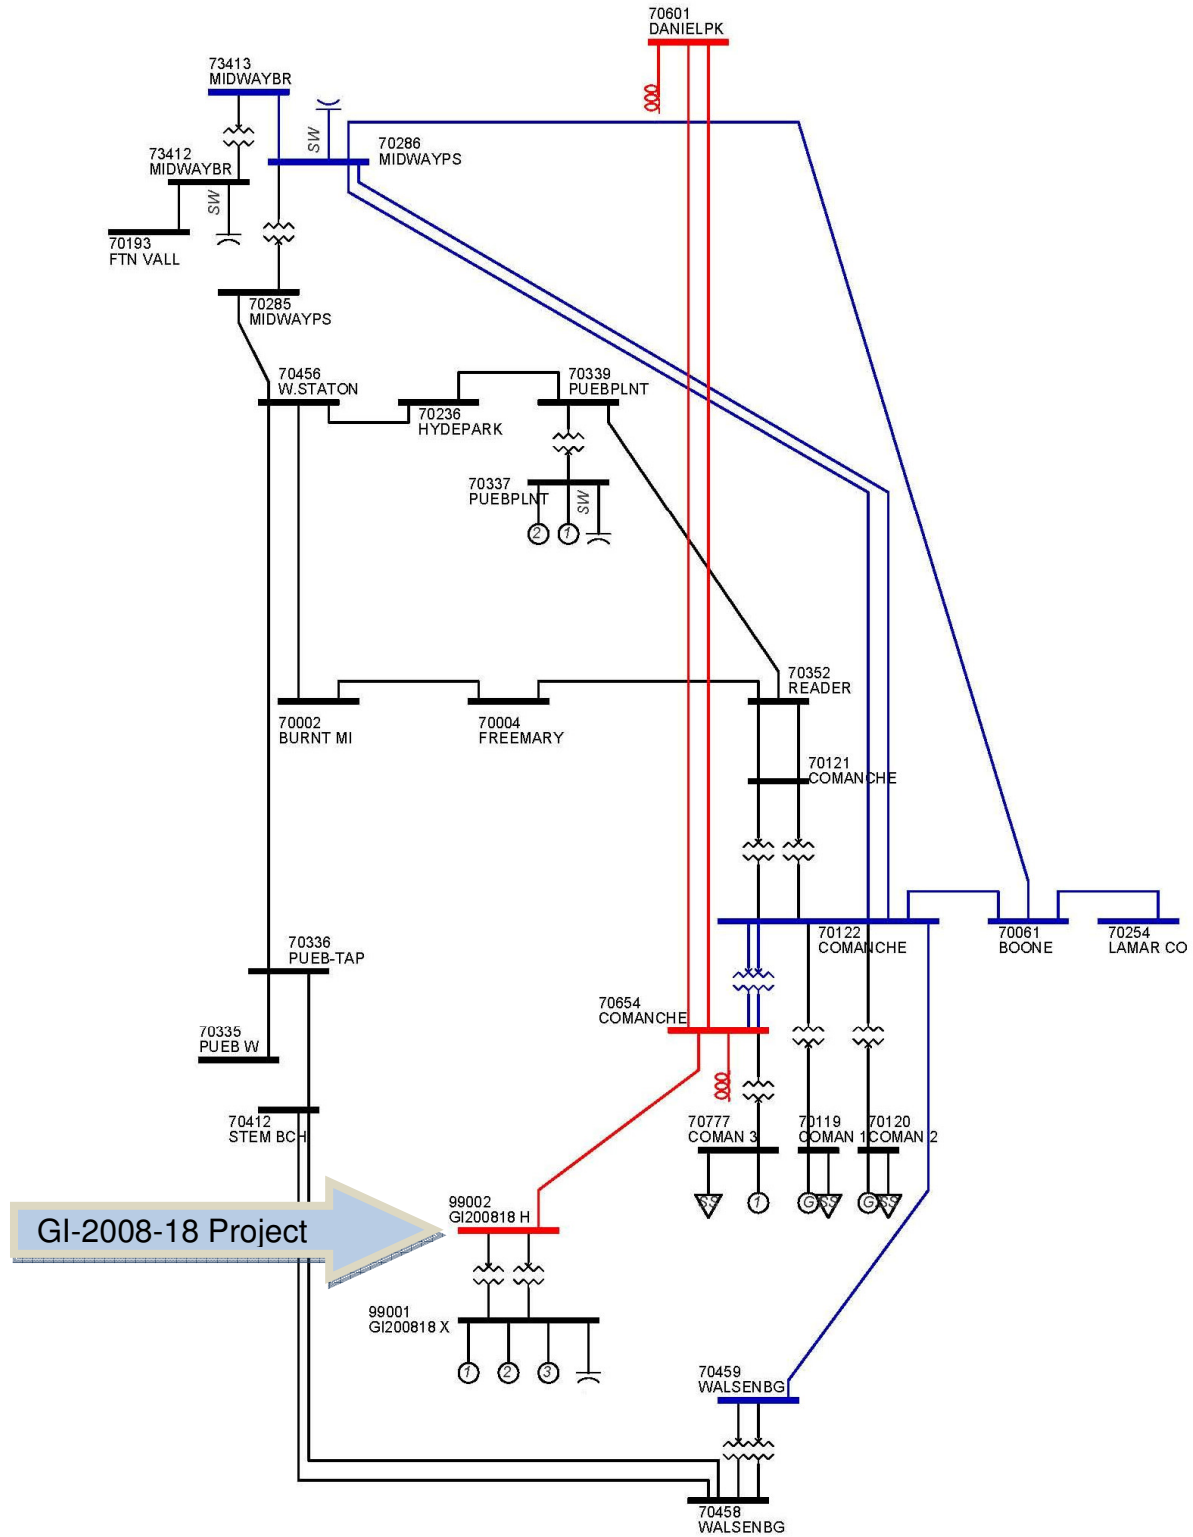 70601
DANIELPK
73413
MIDWAYBR
SW
70286
MIDWAYPS
73412
MIDWAYBR
SW
70193
FTN VALL
70285
MIDWAYPS
70456
W.STATON
70236
HYDEPARK
70339
PUEBPLNT
70337
PUEBPLNT
SW
2
1
70352
READER
70002
BURNT MI
70004
FREEMARY
70121
COMANCHE
70122
COMANCHE
70061
BOONE
70254
LAMAR CO
70336
PUEB-TAP
70654
COMANCHE
70335
PUEB W
70412
STEM BCH
70777
COMAN 3
70119
COMAN 1
70120
COMAN 2
SS
1
G
SS
G
SS
99002
GI200818 H
GI-2008-18 Project
99001
GI200818 X
1
2
3
70459
WALSENBG
70458
WALSENBG